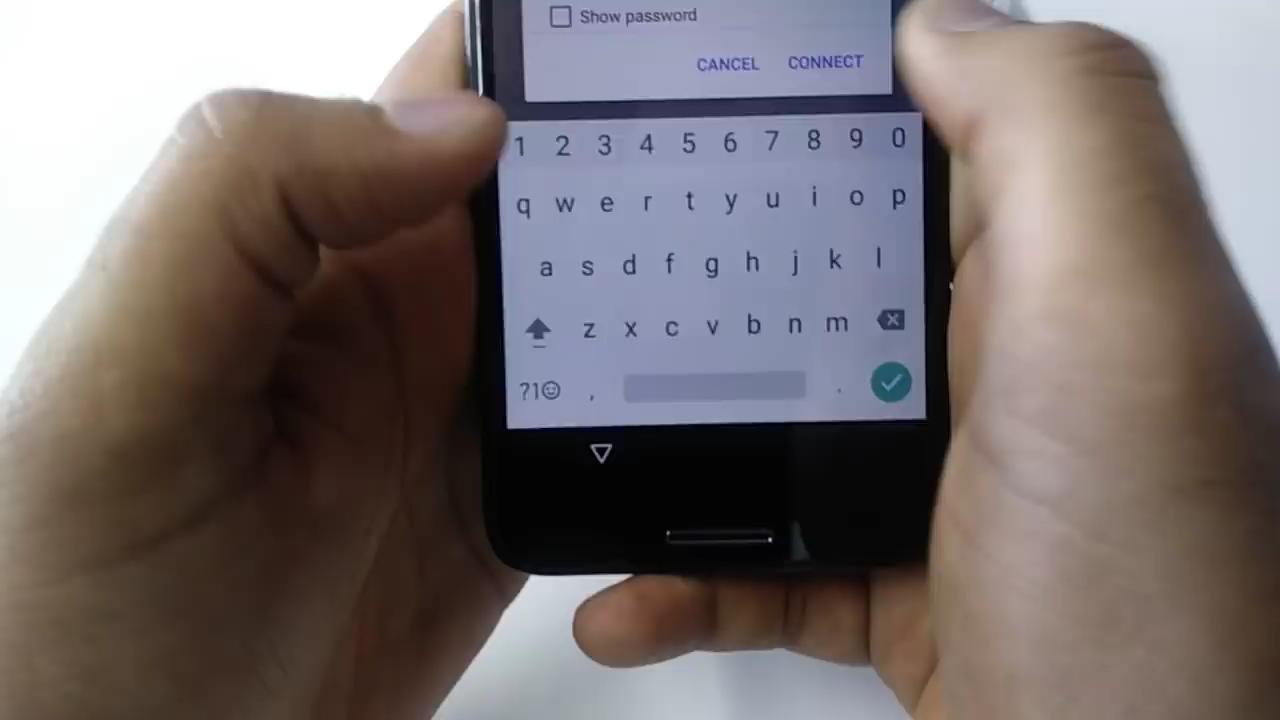 Show password
CANCEL CONNECT
1 2 3 4 5 6 7 8 9 0
q w e r t y u i o p
a s d f g h j k l
z x c v b n m
?1☺ , .